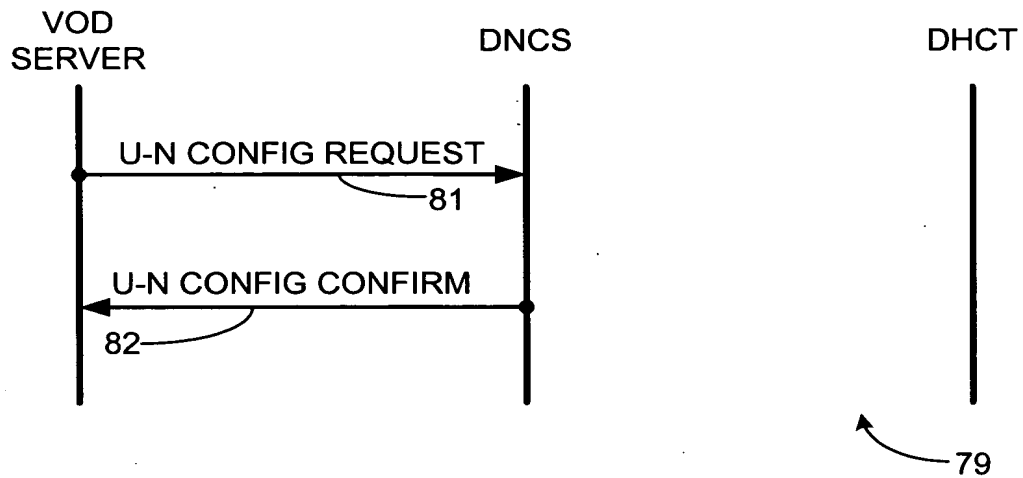 VOD
SERVER
DNCS
DHCT
U-N CONFIG REQUEST
81
U-N CONFIG CONFIRM
82
79